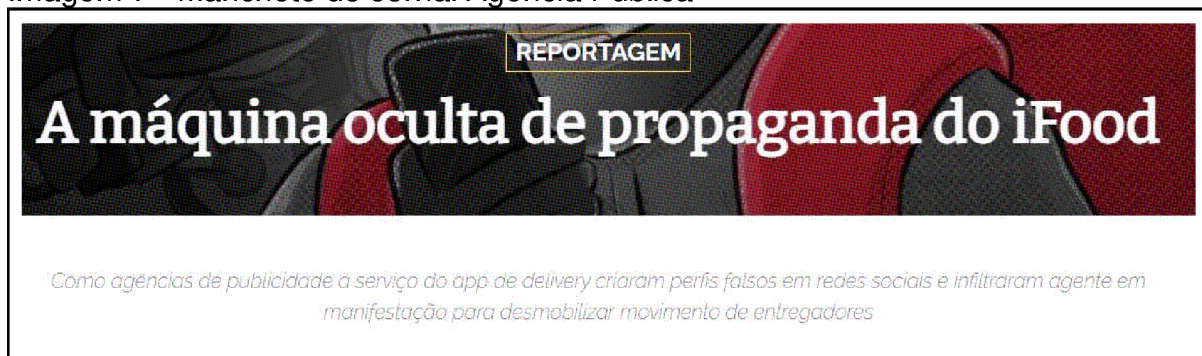 REPORTAGEM
A máquina oculta de propaganda do iFood
Como agências de publicidade a serviço do app de delivery criaram perfis falsos em redes sociais e infiltraram agente em
manifestação para desmobilizar movimento de entregadores